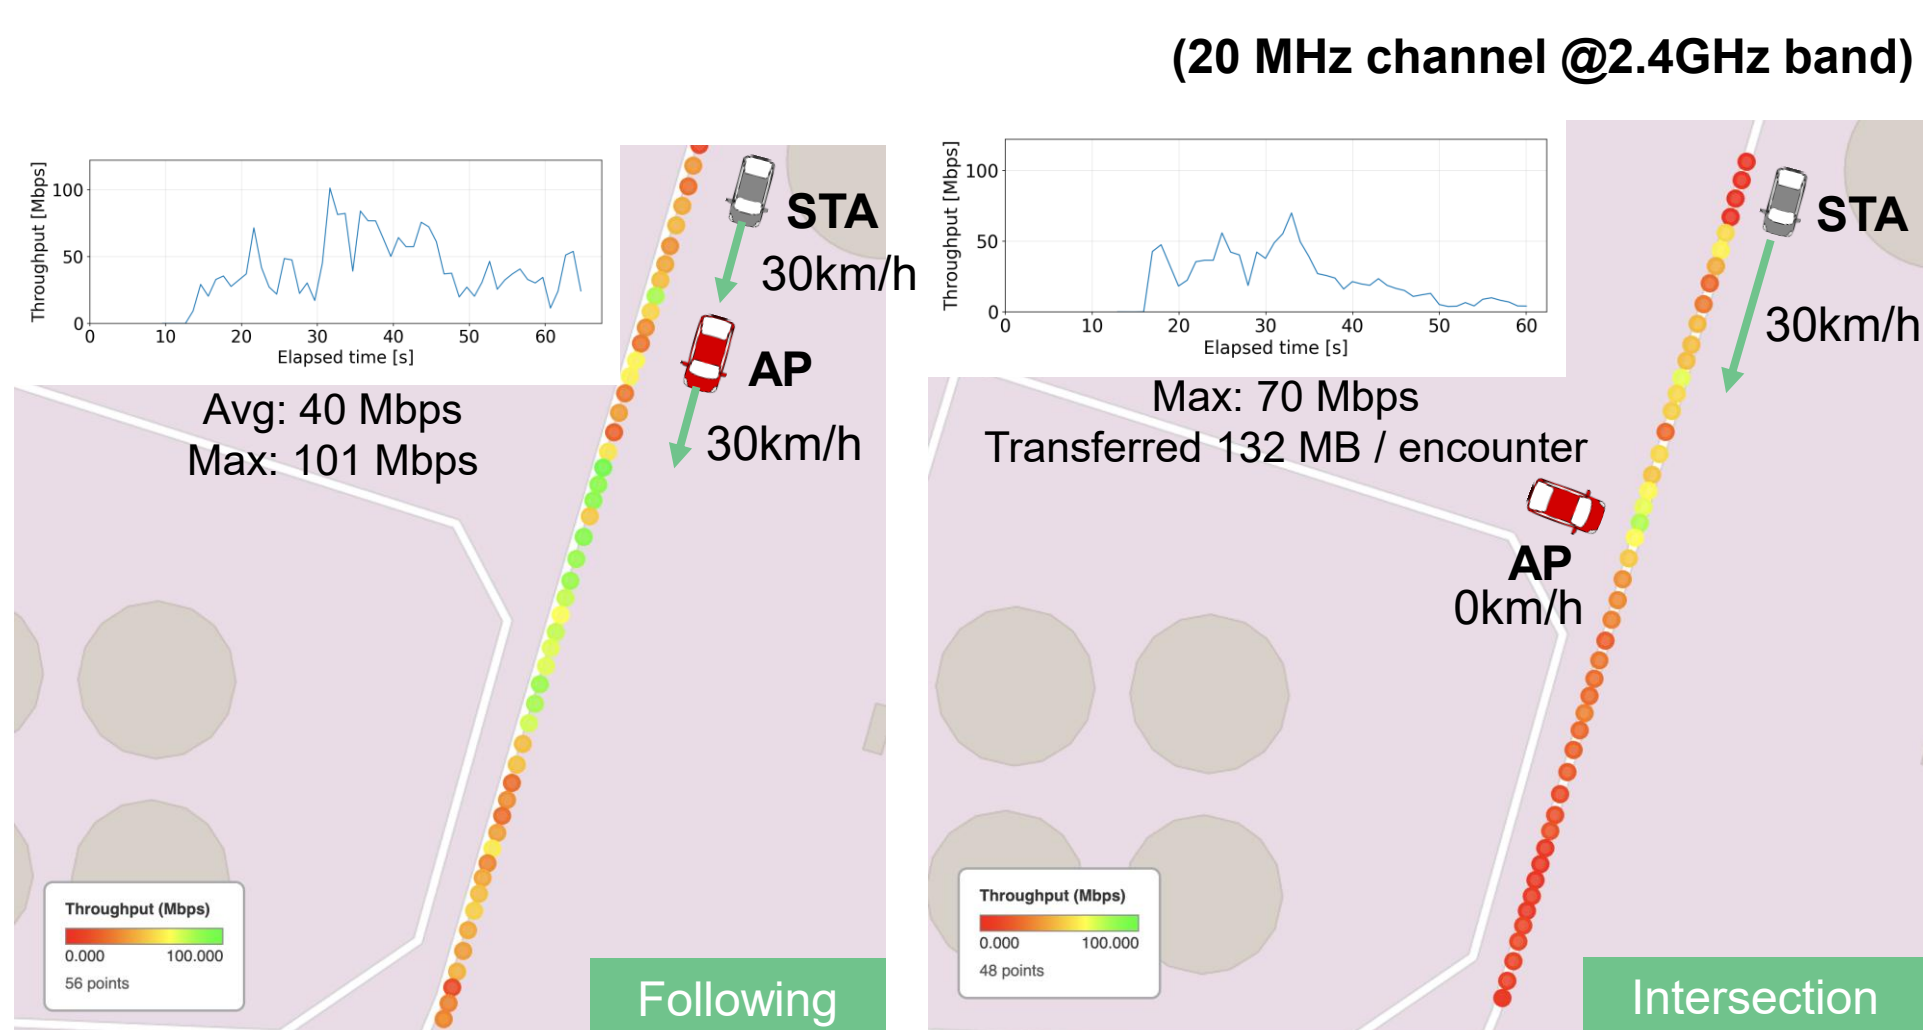 (20 MHz channel @2.4GHz band)
Throughput [Mbps]
100
50
0
0 10 20 30 40 50 60
Elapsed time [s]
Avg: 40 Mbps
Max: 101 Mbps
STA
30km/h
AP
30km/h
Throughput (Mbps)
0.000 100.000
56 points
Following
Throughput [Mbps]
100
50
0
0 10 20 30 40 50 60
Elapsed time [s]
Max: 70 Mbps
Transferred 132 MB / encounter
STA
30km/h
AP
0km/h
Throughput (Mbps)
0.000 100.000
48 points
Intersection